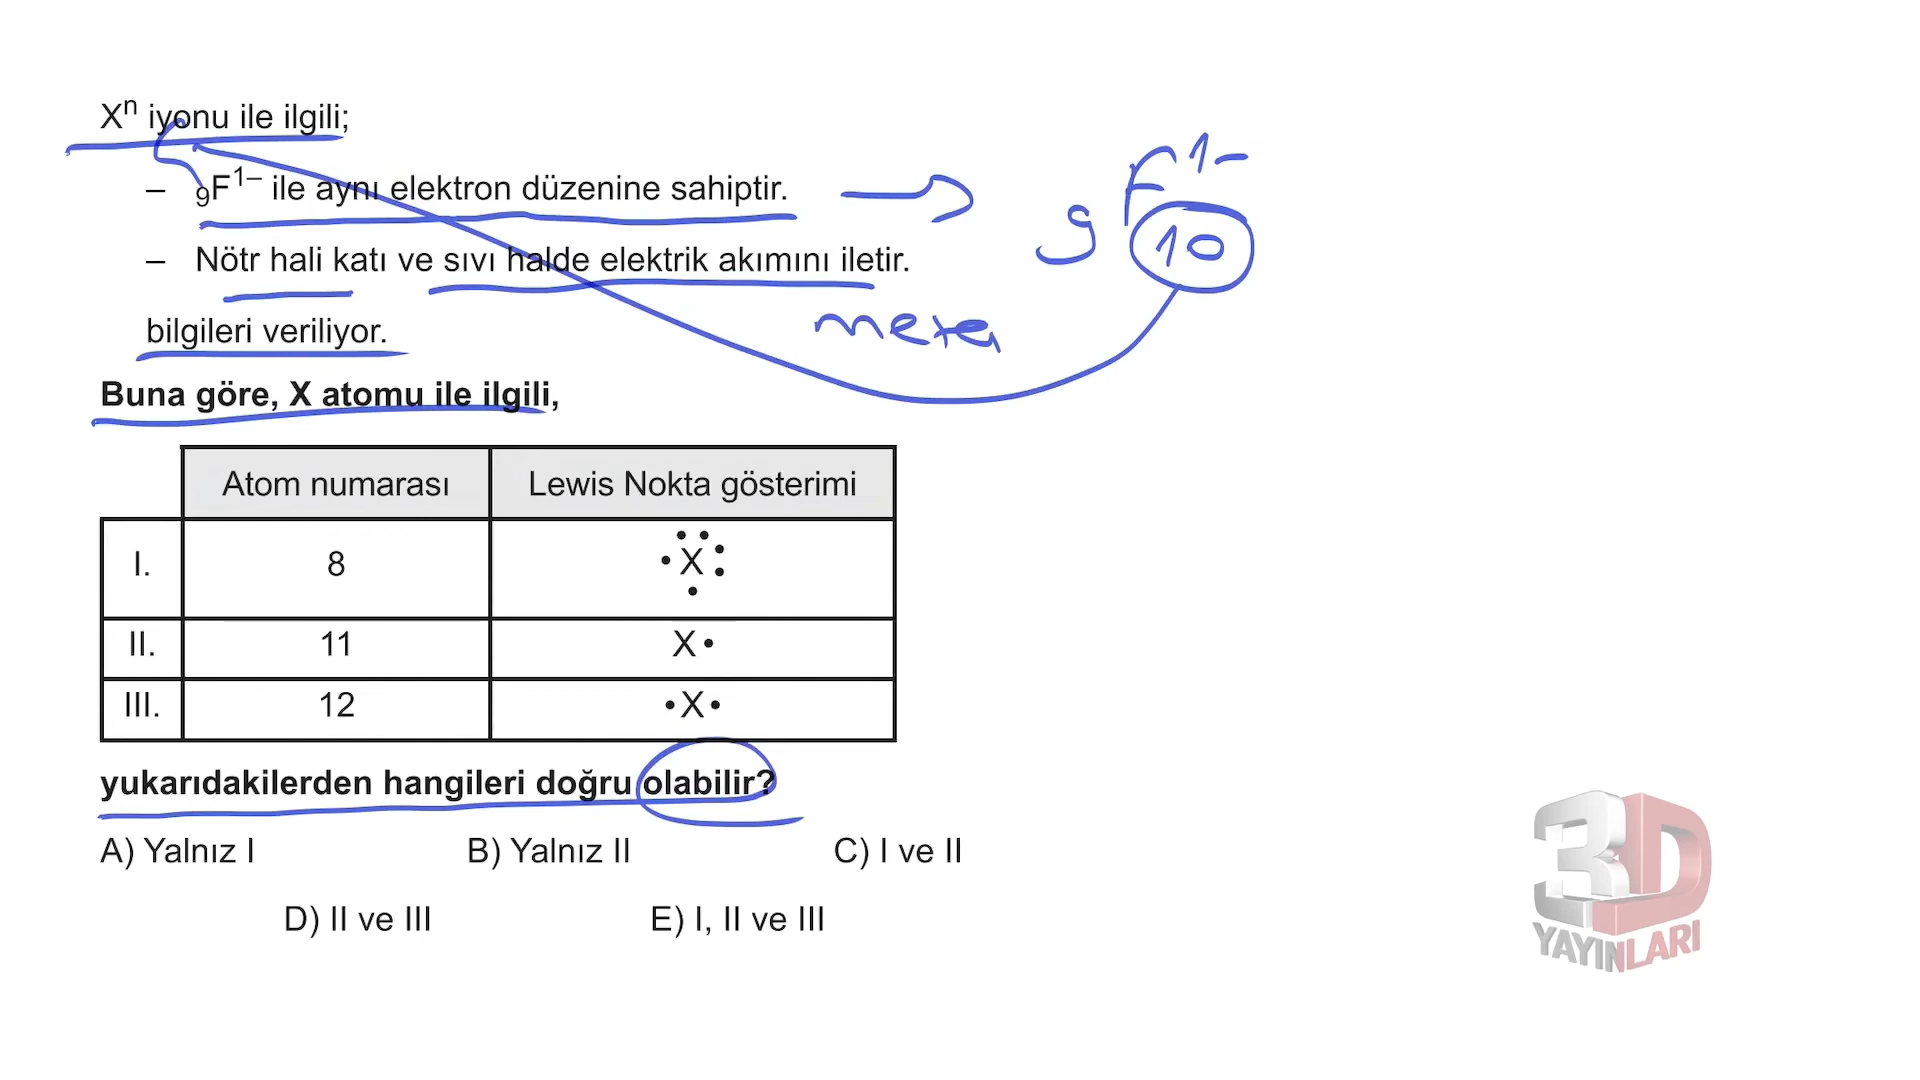 Xⁿ iyonu ile ilgili;
– ₉F¹⁻ ile aynı elektron düzenine sahiptir.
F¹⁻
9
10
– Nötr hali katı ve sıvı halde elektrik akımını iletir.
bilgileri veriliyor.
Buna göre, X atomu ile ilgili,
Atom numarası Lewis Nokta gösterimi
I. 8 X
II. 11 X•
III. 12 •X•
yukarıdakilerden hangileri doğru olabilir?
A) Yalnız I B) Yalnız II C) I ve II
D) II ve III E) I, II ve III
3D
YAYINLARI